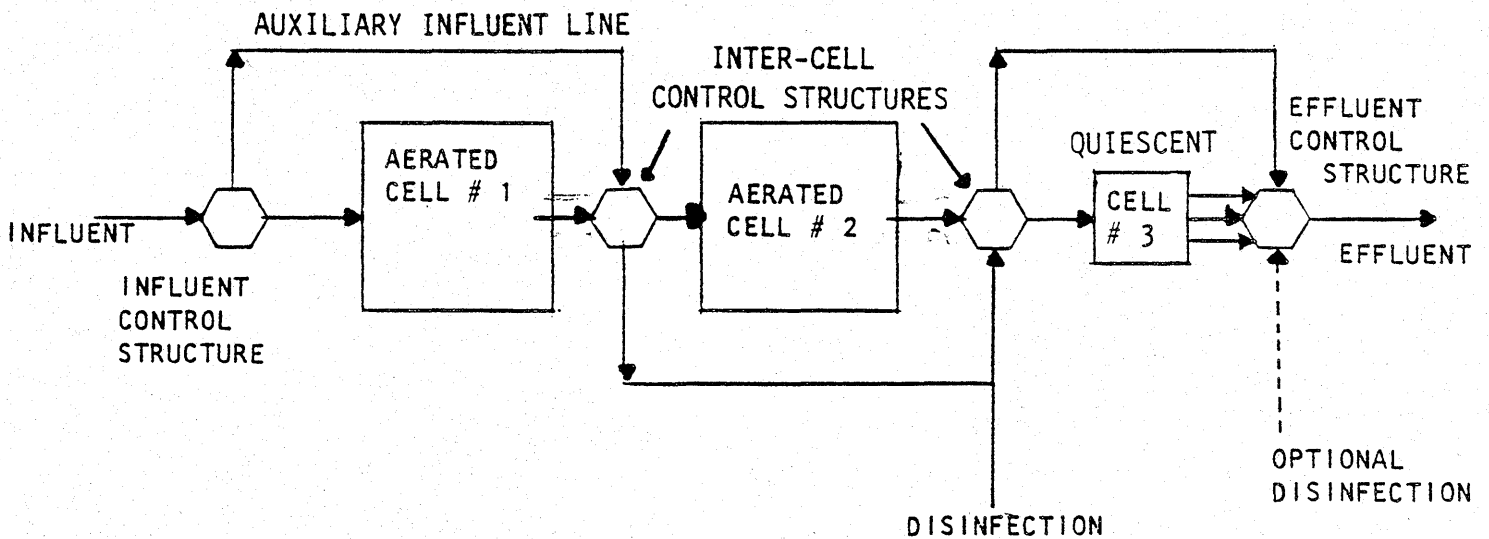 AUXILIARY INFLUENT LINE
INTER-CELL
CONTROL STRUCTURES
EFFLUENT
CONTROL
STRUCTURE
QUIESCENT
AERATED
CELL # 1
AERATED
CELL # 2
CELL
# 3
INFLUENT
EFFLUENT
INFLUENT
CONTROL
STRUCTURE
OPTIONAL
DISINFECTION
DISINFECTION